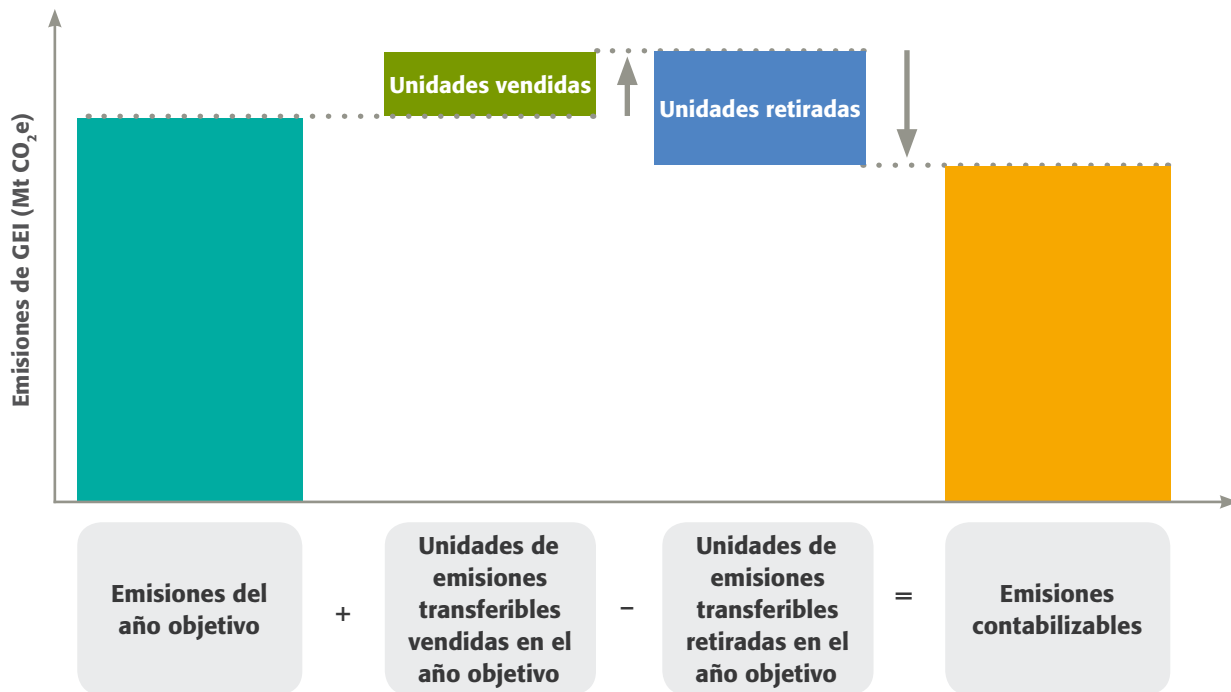 Emisiones de GEI (Mt CO₂e)
Unidades vendidas
Unidades retiradas
Emisiones del
año objetivo
+
Unidades de
emisiones
transferibles
vendidas en el
año objetivo
–
Unidades de
emisiones
transferibles
retiradas en el
año objetivo
=
Emisiones
contabilizables